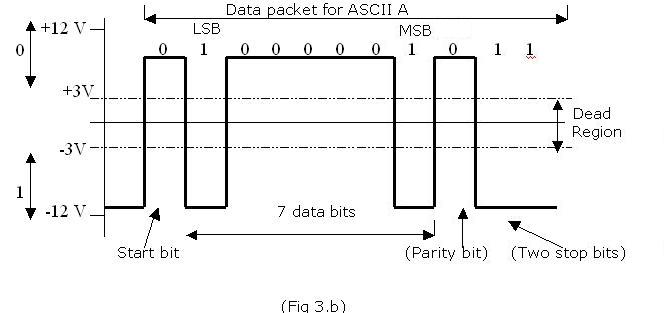 Data packet for ASCII A
+12 V
LSB
MSB
0
0 1 0 0 0 0 0 1 0 1 1
+3V
Dead
Region
-3V
1
-12 V
7 data bits
Start bit
(Parity bit)
(Two stop bits)
(Fig 3.b)